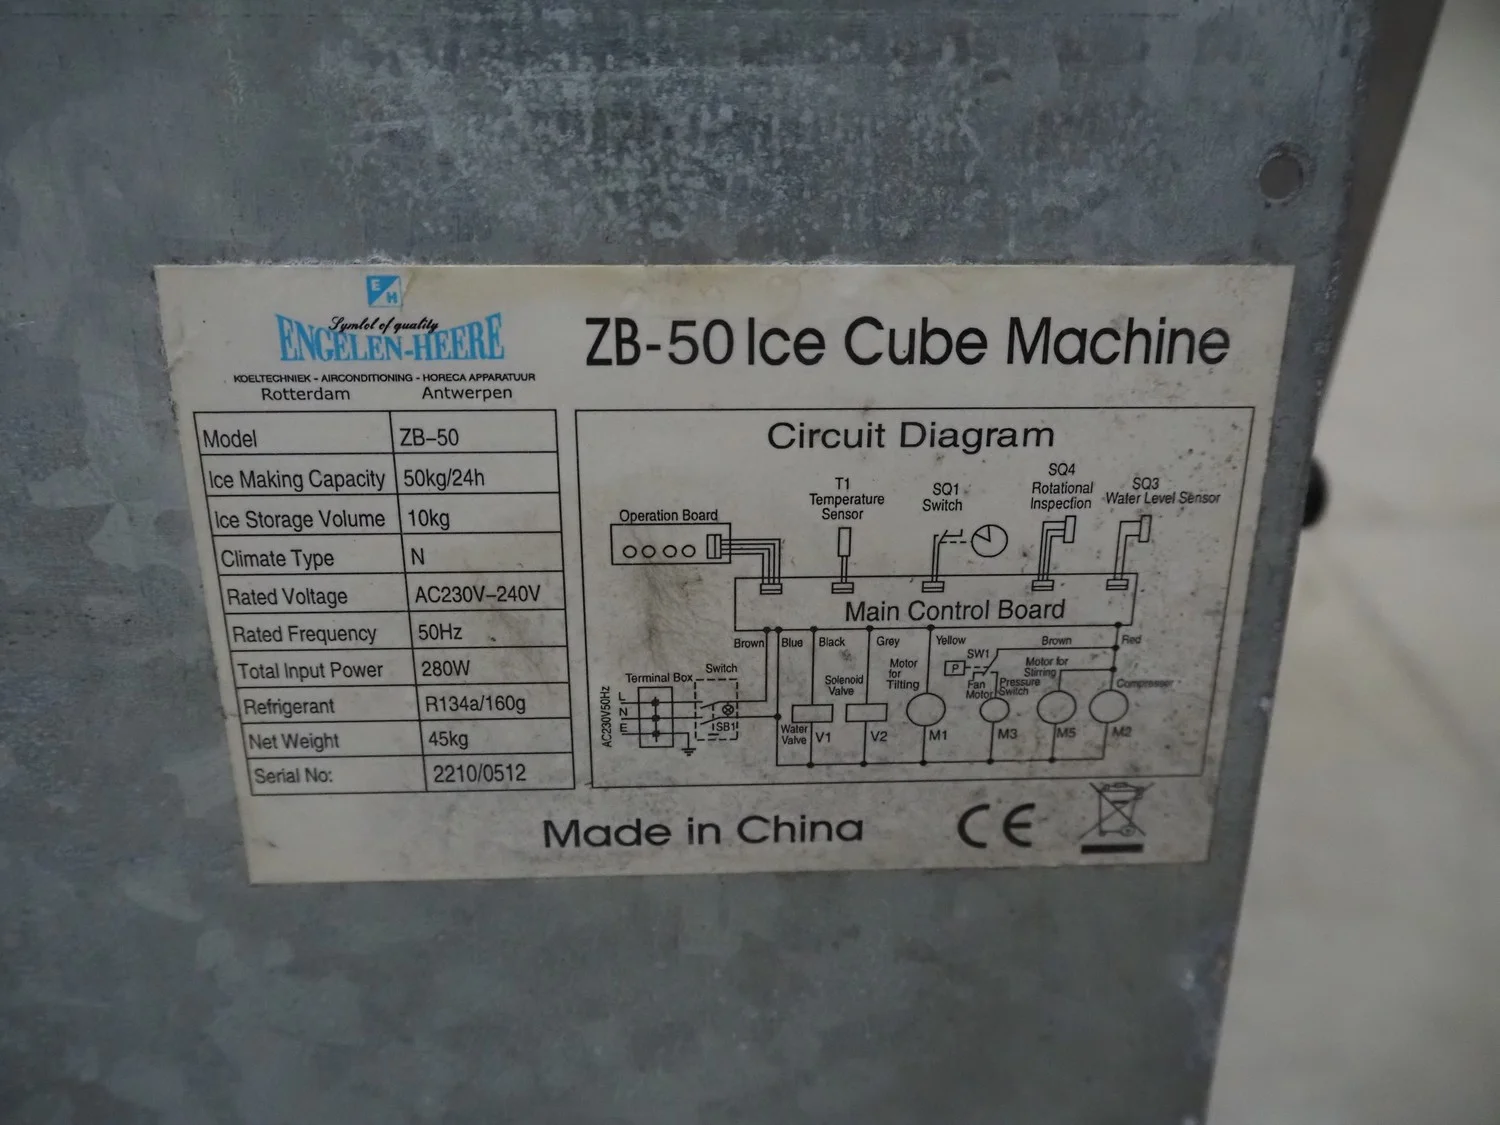 E H
Symlol of quality
ENGELEN-HEERE
KOELTECHNIEK - AIRCONDITIONING - HORECA APPARATUUR
Rotterdam Antwerpen
ZB-50 Ice Cube Machine
Model ZB-50
Ice Making Capacity 50kg/24h
Ice Storage Volume 10kg
Climate Type N
Rated Voltage AC230V-240V
Rated Frequency 50Hz
Total Input Power 280W
Refrigerant R134a/160g
Net Weight 45kg
Serial No: 2210/0512
Circuit Diagram
Operation Board
T1
Temperature
Sensor
SQ1
Switch
SQ4
Rotational
Inspection
SQ3
Water Level Sensor
Main Control Board
Brown Blue Black Grey Yellow Brown Red
Terminal Box
Switch
AC230V50Hz
L
N
E
SB1
Water
Valve
V1
Solenoid
Valve
V2
Motor
for
Tilting
M1
SW1
P
Fan
Motor
Pressure
Switch
M3
Motor for
Stirring
M5
Compressor
M2
Made in China
CE